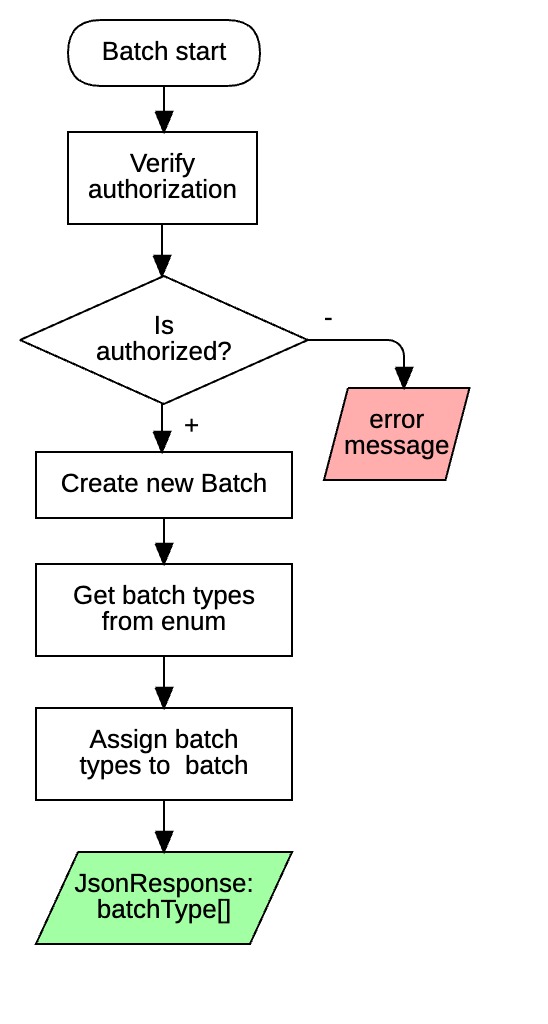 Batch start
Verify
authorization
Is
authorized?
-
error
message
+
Create new Batch
Get batch types
from enum
Assign batch
types to  batch
JsonResponse:
batchType[]